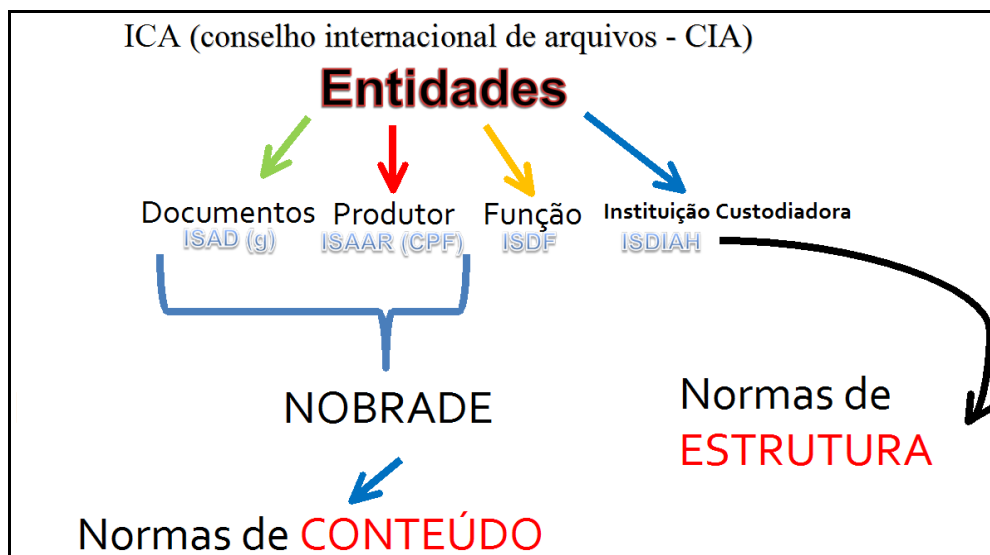 ICA (conselho internacional de arquivos - CIA)
Entidades
Documentos Produtor Função Instituição Custodiadora
ISAD (g) ISAAR (CPF) ISDF ISDIAH
NOBRADE
Normas de
ESTRUTURA
Normas de CONTEÚDO